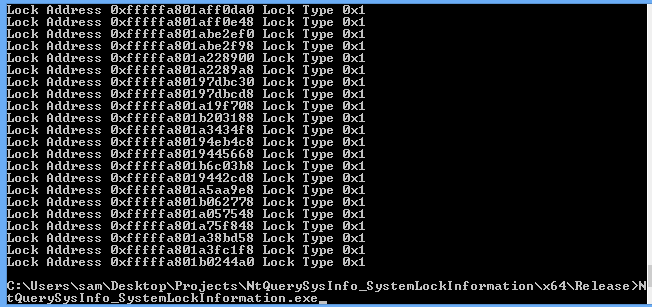 Lock Address 0xfffffa801aff0da0 Lock Type 0x1
Lock Address 0xfffffa801aff0e48 Lock Type 0x1
Lock Address 0xfffffa801abe2ef0 Lock Type 0x1
Lock Address 0xfffffa801abe2f98 Lock Type 0x1
Lock Address 0xfffffa801a228900 Lock Type 0x1
Lock Address 0xfffffa801a2289a8 Lock Type 0x1
Lock Address 0xfffffa80197dbc30 Lock Type 0x1
Lock Address 0xfffffa80197dbcd8 Lock Type 0x1
Lock Address 0xfffffa801a19f708 Lock Type 0x1
Lock Address 0xfffffa801b203188 Lock Type 0x1
Lock Address 0xfffffa801a3434f8 Lock Type 0x1
Lock Address 0xfffffa80194eb4c8 Lock Type 0x1
Lock Address 0xfffffa8019445668 Lock Type 0x1
Lock Address 0xfffffa801b6c03b8 Lock Type 0x1
Lock Address 0xfffffa8019442cd8 Lock Type 0x1
Lock Address 0xfffffa801a5aa9e8 Lock Type 0x1
Lock Address 0xfffffa801b062778 Lock Type 0x1
Lock Address 0xfffffa801a057548 Lock Type 0x1
Lock Address 0xfffffa801a75f848 Lock Type 0x1
Lock Address 0xfffffa801a38bd58 Lock Type 0x1
Lock Address 0xfffffa801a3fc1f8 Lock Type 0x1
Lock Address 0xfffffa801b0244a0 Lock Type 0x1
C:\Users\sam\Desktop\Projects\NtQuerySysInfo_SystemLockInformation\x64\Release>N
tQuerySysInfo_SystemLockInformation.exe